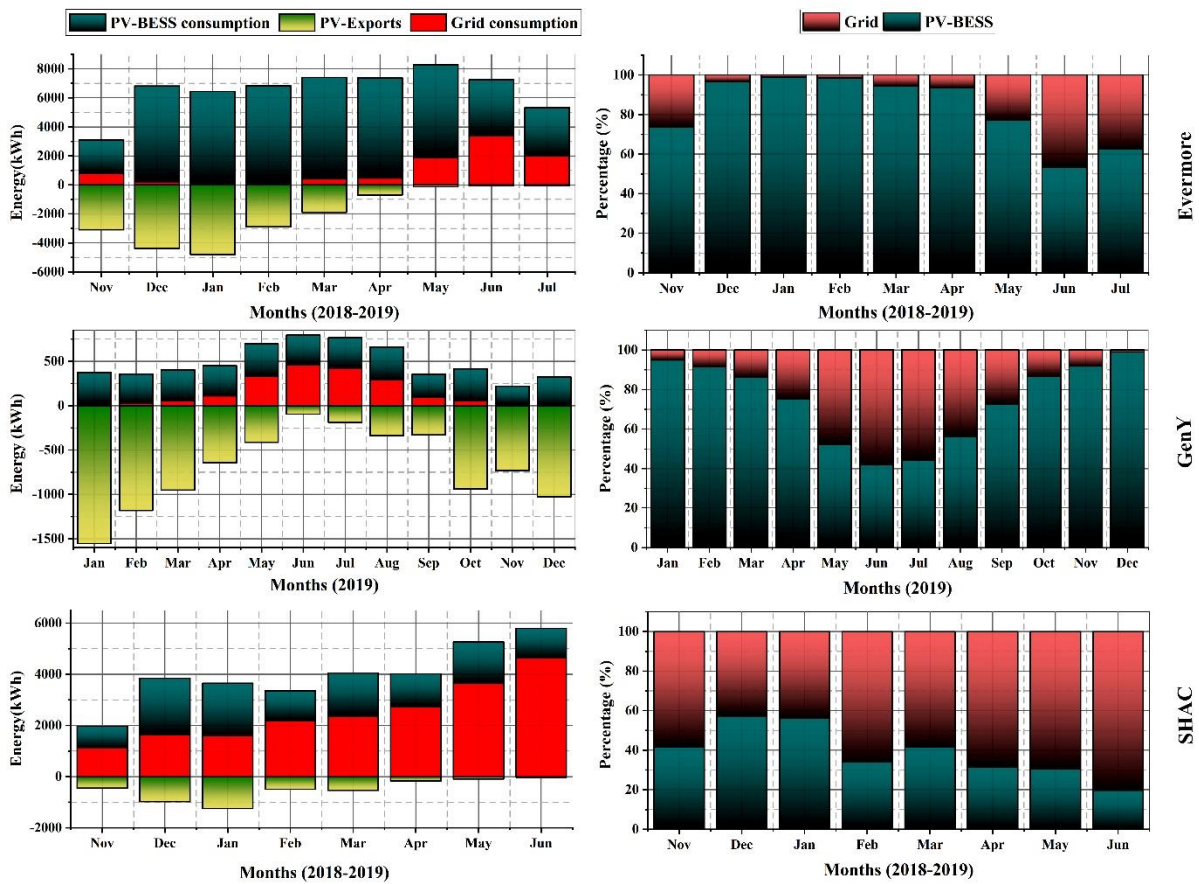 PV-BESS consumption PV-Exports Grid consumption
Grid PV-BESS
8000
6000
4000
2000
0
-2000
-4000
-6000
Energy(kWh)
Nov Dec Jan Feb Mar Apr May Jun Jul
Months (2018-2019)
100
80
60
40
20
0
Percentage (%)
Nov Dec Jan Feb Mar Apr May Jun Jul
Months (2018-2019)
Evermore
500
0
-500
-1000
-1500
Energy (kWh)
Jan Feb Mar Apr May Jun Jul Aug Sep Oct Nov Dec
Months (2019)
100
80
60
40
20
0
Percentage (%)
Jan Feb Mar Apr May Jun Jul Aug Sep Oct Nov Dec
Months (2019)
GenY
6000
4000
2000
0
-2000
Energy(kWh)
Nov Dec Jan Feb Mar Apr May Jun
Months (2018-2019)
100
80
60
40
20
0
Percentage (%)
Nov Dec Jan Feb Mar Apr May Jun
Months (2018-2019)
SHAC